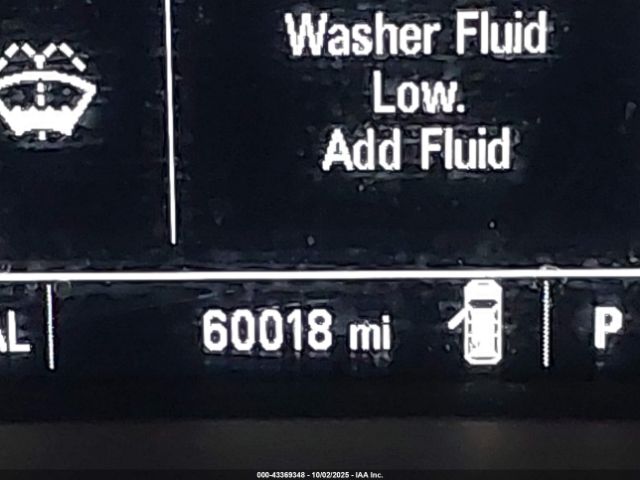 Washer Fluid
Low.
Add Fluid
AL 60018 mi P
000-43369348 - 10/02/2025 - IAA Inc.